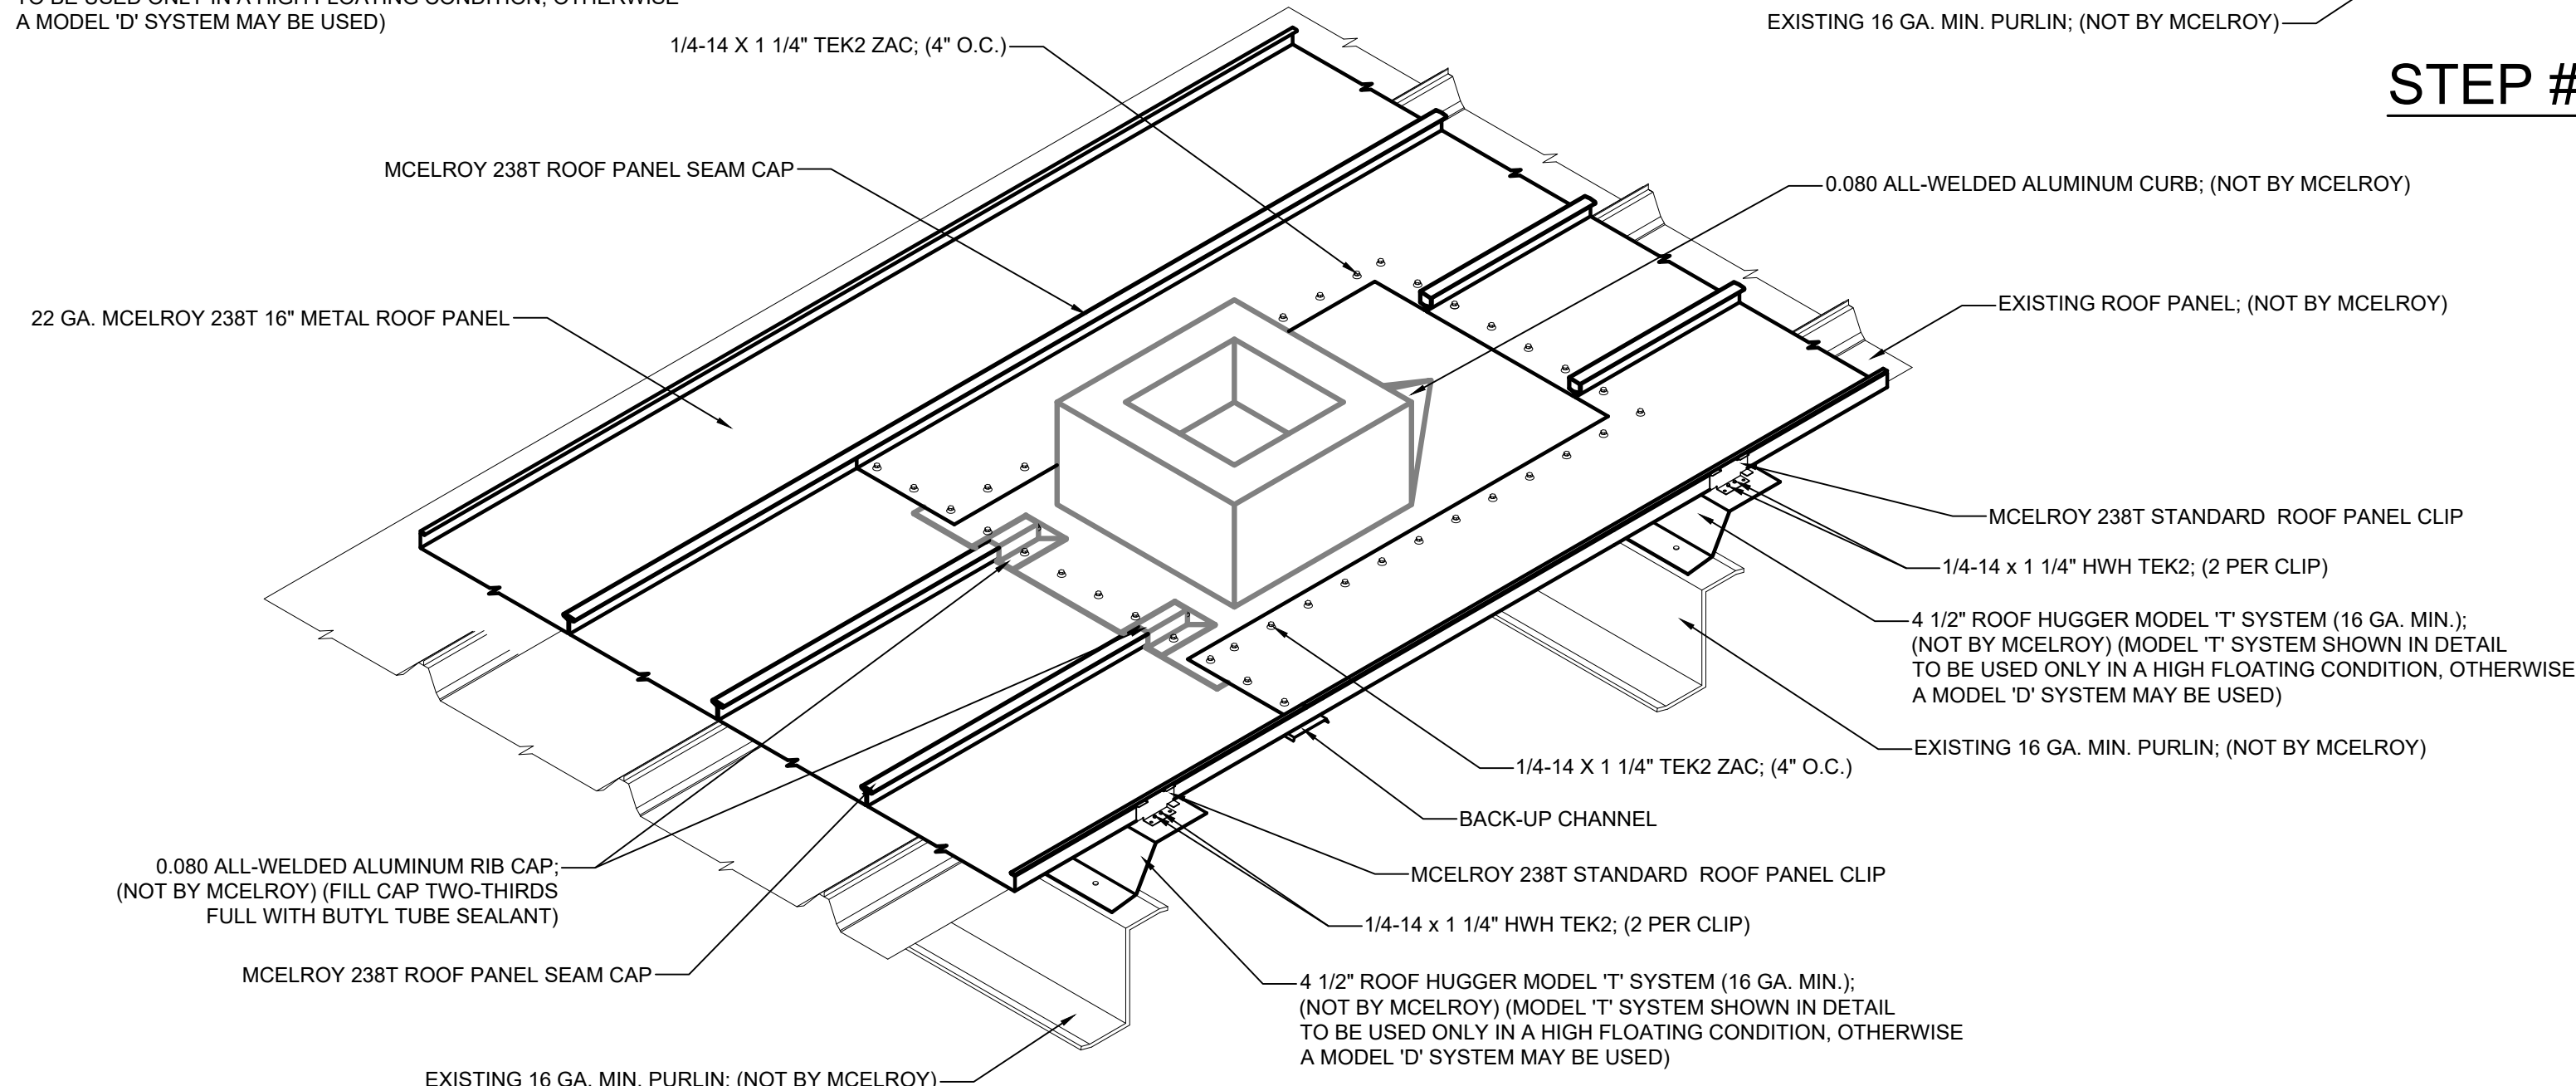 TO BE USED ONLY IN A HIGH FLOATING CONDITION, OTHERWISE
A MODEL 'D' SYSTEM MAY BE USED)
EXISTING 16 GA. MIN. PURLIN; (NOT BY MCELROY)
1/4-14 X 1 1/4" TEK2 ZAC; (4" O.C.)
STEP #
MCELROY 238T ROOF PANEL SEAM CAP
0.080 ALL-WELDED ALUMINUM CURB; (NOT BY MCELROY)
22 GA. MCELROY 238T 16" METAL ROOF PANEL
EXISTING ROOF PANEL; (NOT BY MCELROY)
MCELROY 238T STANDARD ROOF PANEL CLIP
1/4-14 x 1 1/4" HWH TEK2; (2 PER CLIP)
4 1/2" ROOF HUGGER MODEL 'T' SYSTEM (16 GA. MIN.);
(NOT BY MCELROY) (MODEL 'T' SYSTEM SHOWN IN DETAIL
TO BE USED ONLY IN A HIGH FLOATING CONDITION, OTHERWISE
A MODEL 'D' SYSTEM MAY BE USED)
EXISTING 16 GA. MIN. PURLIN; (NOT BY MCELROY)
1/4-14 X 1 1/4" TEK2 ZAC; (4" O.C.)
BACK-UP CHANNEL
0.080 ALL-WELDED ALUMINUM RIB CAP;
(NOT BY MCELROY) (FILL CAP TWO-THIRDS
FULL WITH BUTYL TUBE SEALANT)
MCELROY 238T STANDARD ROOF PANEL CLIP
1/4-14 x 1 1/4" HWH TEK2; (2 PER CLIP)
MCELROY 238T ROOF PANEL SEAM CAP
4 1/2" ROOF HUGGER MODEL 'T' SYSTEM (16 GA. MIN.);
(NOT BY MCELROY) (MODEL 'T' SYSTEM SHOWN IN DETAIL
TO BE USED ONLY IN A HIGH FLOATING CONDITION, OTHERWISE
A MODEL 'D' SYSTEM MAY BE USED)
EXISTING 16 GA. MIN. PURLIN; (NOT BY MCELROY)